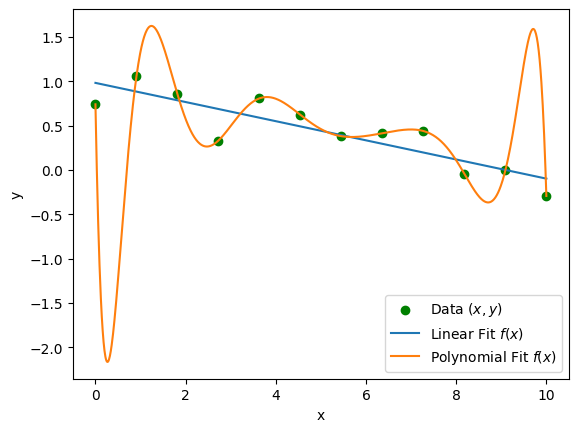 1.5
1.0
0.5
0.0
−0.5
−1.0
−1.5
−2.0
y
Data (x, y)
Linear Fit f(x)
Polynomial Fit f(x)
0 2 4 6 8 10
x